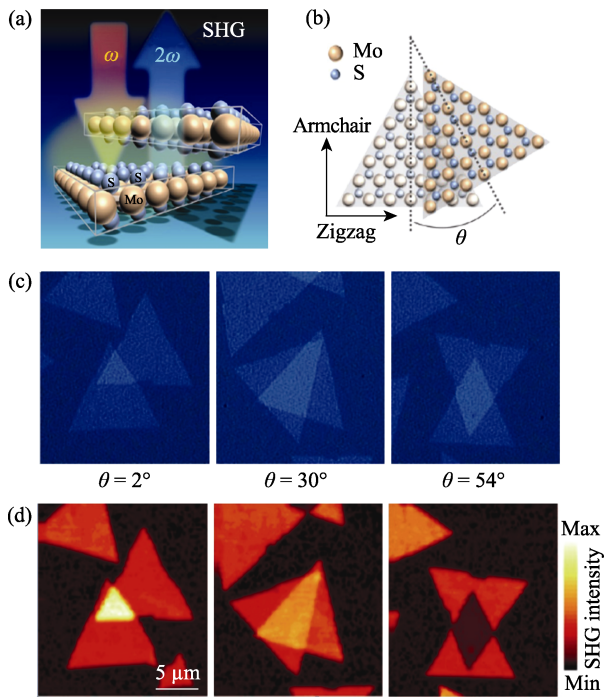 (a)
SHG
ω
2ω
S
S
Mo
(b)
Mo
S
Armchair
Zigzag
θ
(c)
θ = 2°
θ = 30°
θ = 54°
(d)
5 µm
Max
SHG intensity
Min